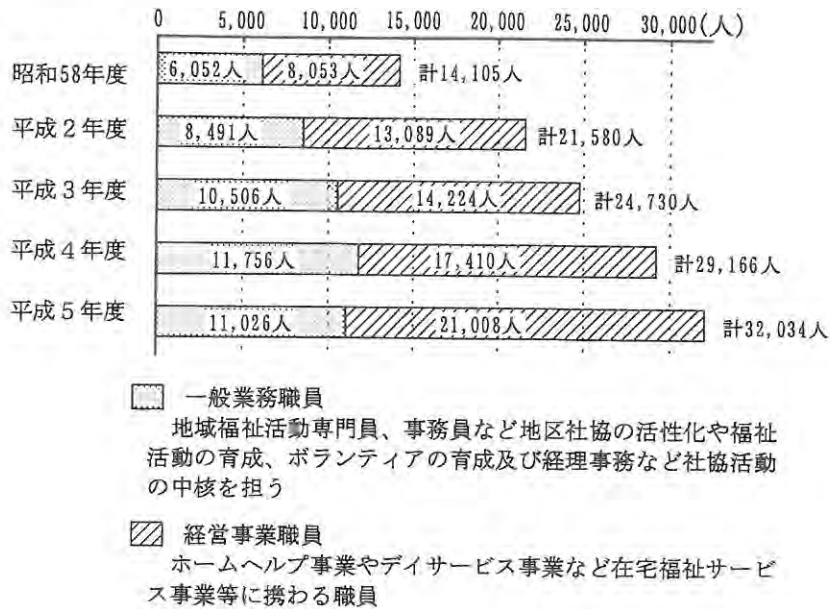 0 5,000 10,000 15,000 20,000 25,000 30,000(人)
昭和58年度 6,052人 8,053人 計14,105人
平成2年度 8,491人 13,089人 計21,580人
平成3年度 10,506人 14,224人 計24,730人
平成4年度 11,756人 17,410人 計29,166人
平成5年度 11,026人 21,008人 計32,034人
一般業務職員
地域福祉活動専門員、事務員など地区社協の活性化や福祉
活動の育成、ボランティアの育成及び経理事務など社協活動
の中核を担う
経営事業職員
ホームヘルプ事業やデイサービス事業など在宅福祉サービ
ス事業等に携わる職員